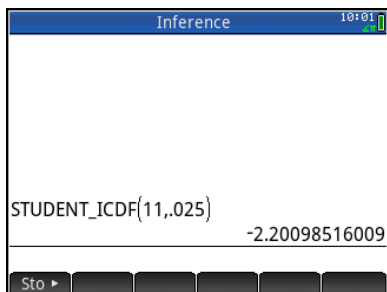 Inference 10:01
∡π
STUDENT_ICDF(11,.025)
-2.20098516009
Sto ▸